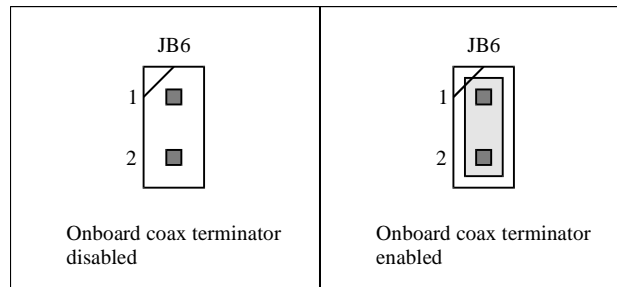 JB6
1
2
Onboard coax terminator
disabled
JB6
1
2
Onboard coax terminator
enabled